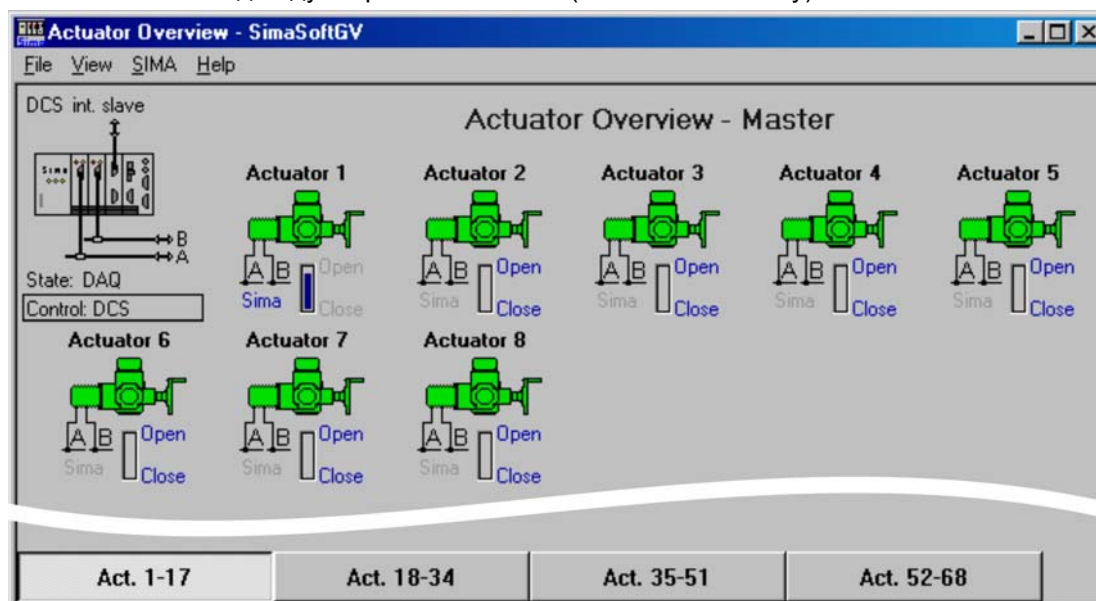 Actuator Overview - SimaSoftGV
File View SIMA Help
DCS int. slave
Actuator Overview - Master
Sima
B
A
State: DAQ
Control: DCS
Actuator 1
A B Open
Sima Close
Actuator 2
A B Open
Sima Close
Actuator 3
A B Open
Sima Close
Actuator 4
A B Open
Sima Close
Actuator 5
A B Open
Sima Close
Actuator 6
A B Open
Sima Close
Actuator 7
A B Open
Sima Close
Actuator 8
A B Open
Sima Close
Act. 1-17 Act. 18-34 Act. 35-51 Act. 52-68